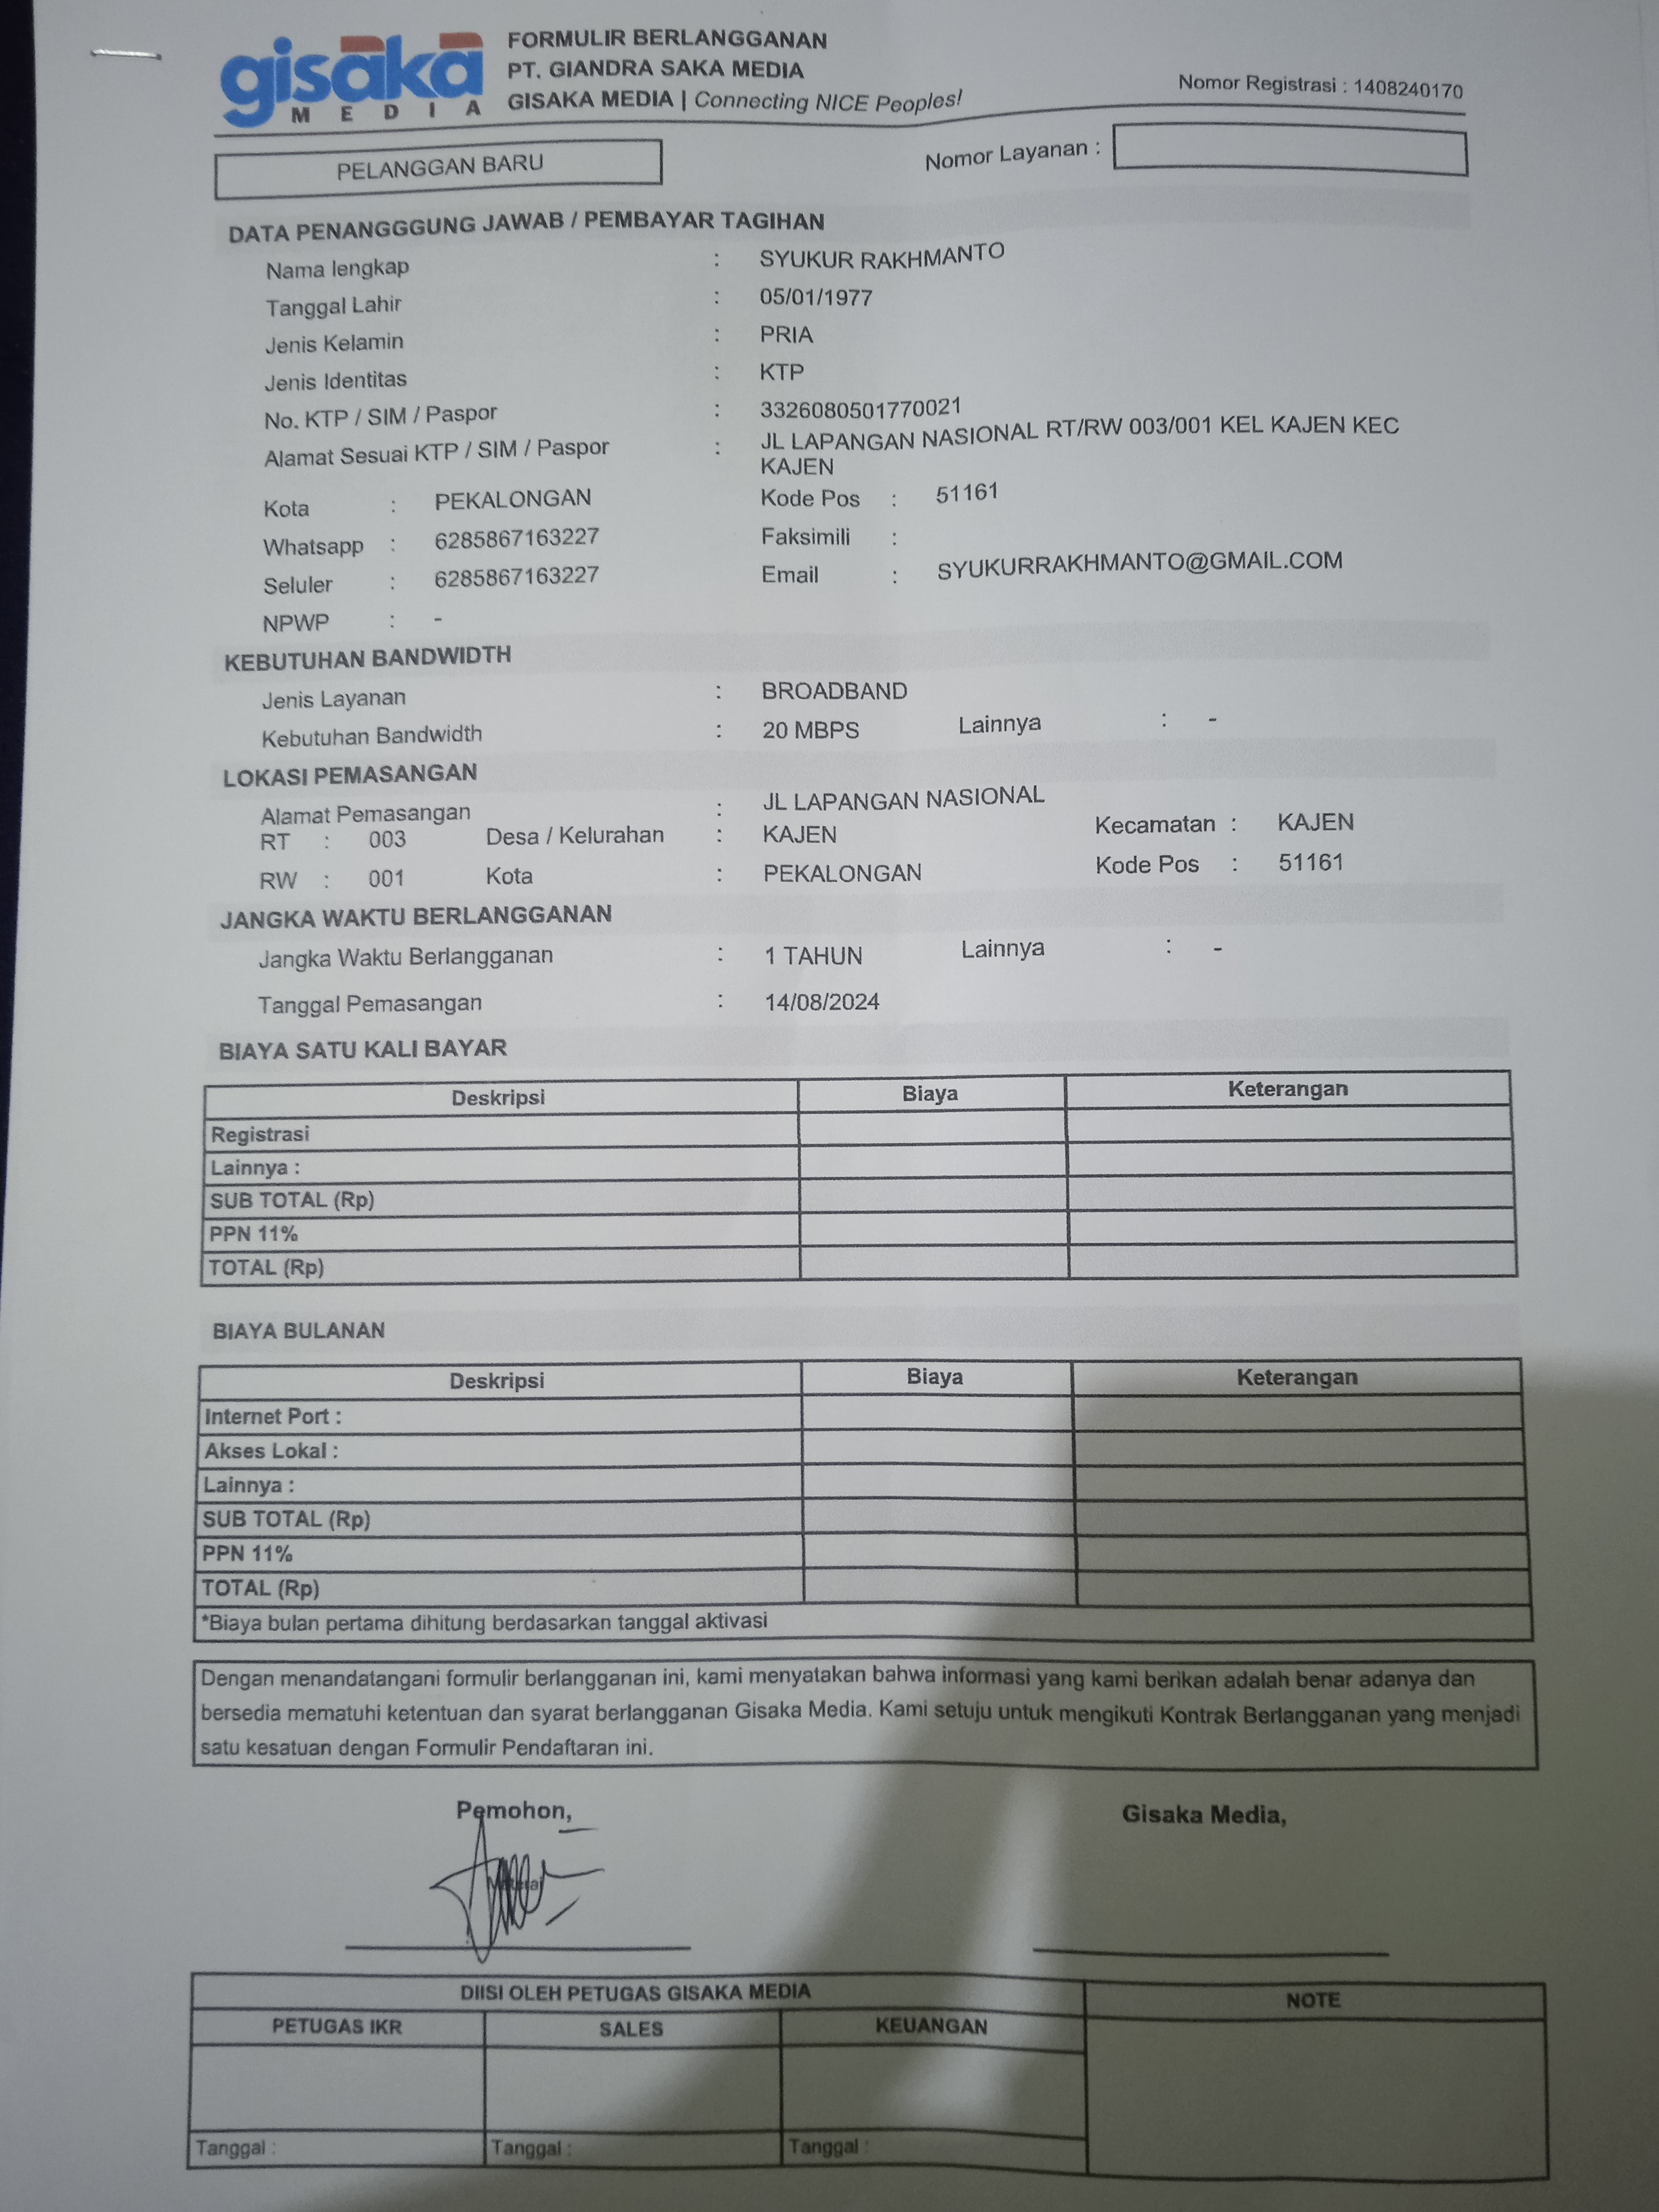 gisaka
MEDIA
FORMULIR BERLANGGANAN
PT. GIANDRA SAKA MEDIA
GISAKA MEDIA | Connecting NICE Peoples!
Nomor Registrasi : 1408240170
PELANGGAN BARU
Nomor Layanan :
DATA PENANGGGUNG JAWAB / PEMBAYAR TAGIHAN
Nama lengkap : SYUKUR RAKHMANTO
Tanggal Lahir : 05/01/1977
Jenis Kelamin : PRIA
Jenis Identitas : KTP
No. KTP / SIM / Paspor : 3326080501770021
Alamat Sesuai KTP / SIM / Paspor : JL LAPANGAN NASIONAL RT/RW 003/001 KEL KAJEN KEC
KAJEN
Kota : PEKALONGAN Kode Pos : 51161
Whatsapp : 6285867163227 Faksimili :
Seluler : 6285867163227 Email : SYUKURRAKHMANTO@GMAIL.COM
NPWP : -
KEBUTUHAN BANDWIDTH
Jenis Layanan : BROADBAND
Kebutuhan Bandwidth : 20 MBPS Lainnya : -
LOKASI PEMASANGAN
Alamat Pemasangan : JL LAPANGAN NASIONAL
RT : 003 Desa / Kelurahan : KAJEN Kecamatan : KAJEN
RW : 001 Kota : PEKALONGAN Kode Pos : 51161
JANGKA WAKTU BERLANGGANAN
Jangka Waktu Berlangganan : 1 TAHUN Lainnya : -
Tanggal Pemasangan : 14/08/2024
BIAYA SATU KALI BAYAR
Deskripsi Biaya Keterangan
Registrasi
Lainnya :
SUB TOTAL (Rp)
PPN 11%
TOTAL (Rp)
BIAYA BULANAN
Deskripsi Biaya Keterangan
Internet Port :
Akses Lokal :
Lainnya :
SUB TOTAL (Rp)
PPN 11%
TOTAL (Rp)
*Biaya bulan pertama dihitung berdasarkan tanggal aktivasi
Dengan menandatangani formulir berlangganan ini, kami menyatakan bahwa informasi yang kami berikan adalah benar adanya dan
bersedia mematuhi ketentuan dan syarat berlangganan Gisaka Media. Kami setuju untuk mengikuti Kontrak Berlangganan yang menjadi
satu kesatuan dengan Formulir Pendaftaran ini.
Pemohon, Gisaka Media,
DIISI OLEH PETUGAS GISAKA MEDIA NOTE
PETUGAS IKR SALES KEUANGAN
Tanggal : Tanggal : Tanggal :